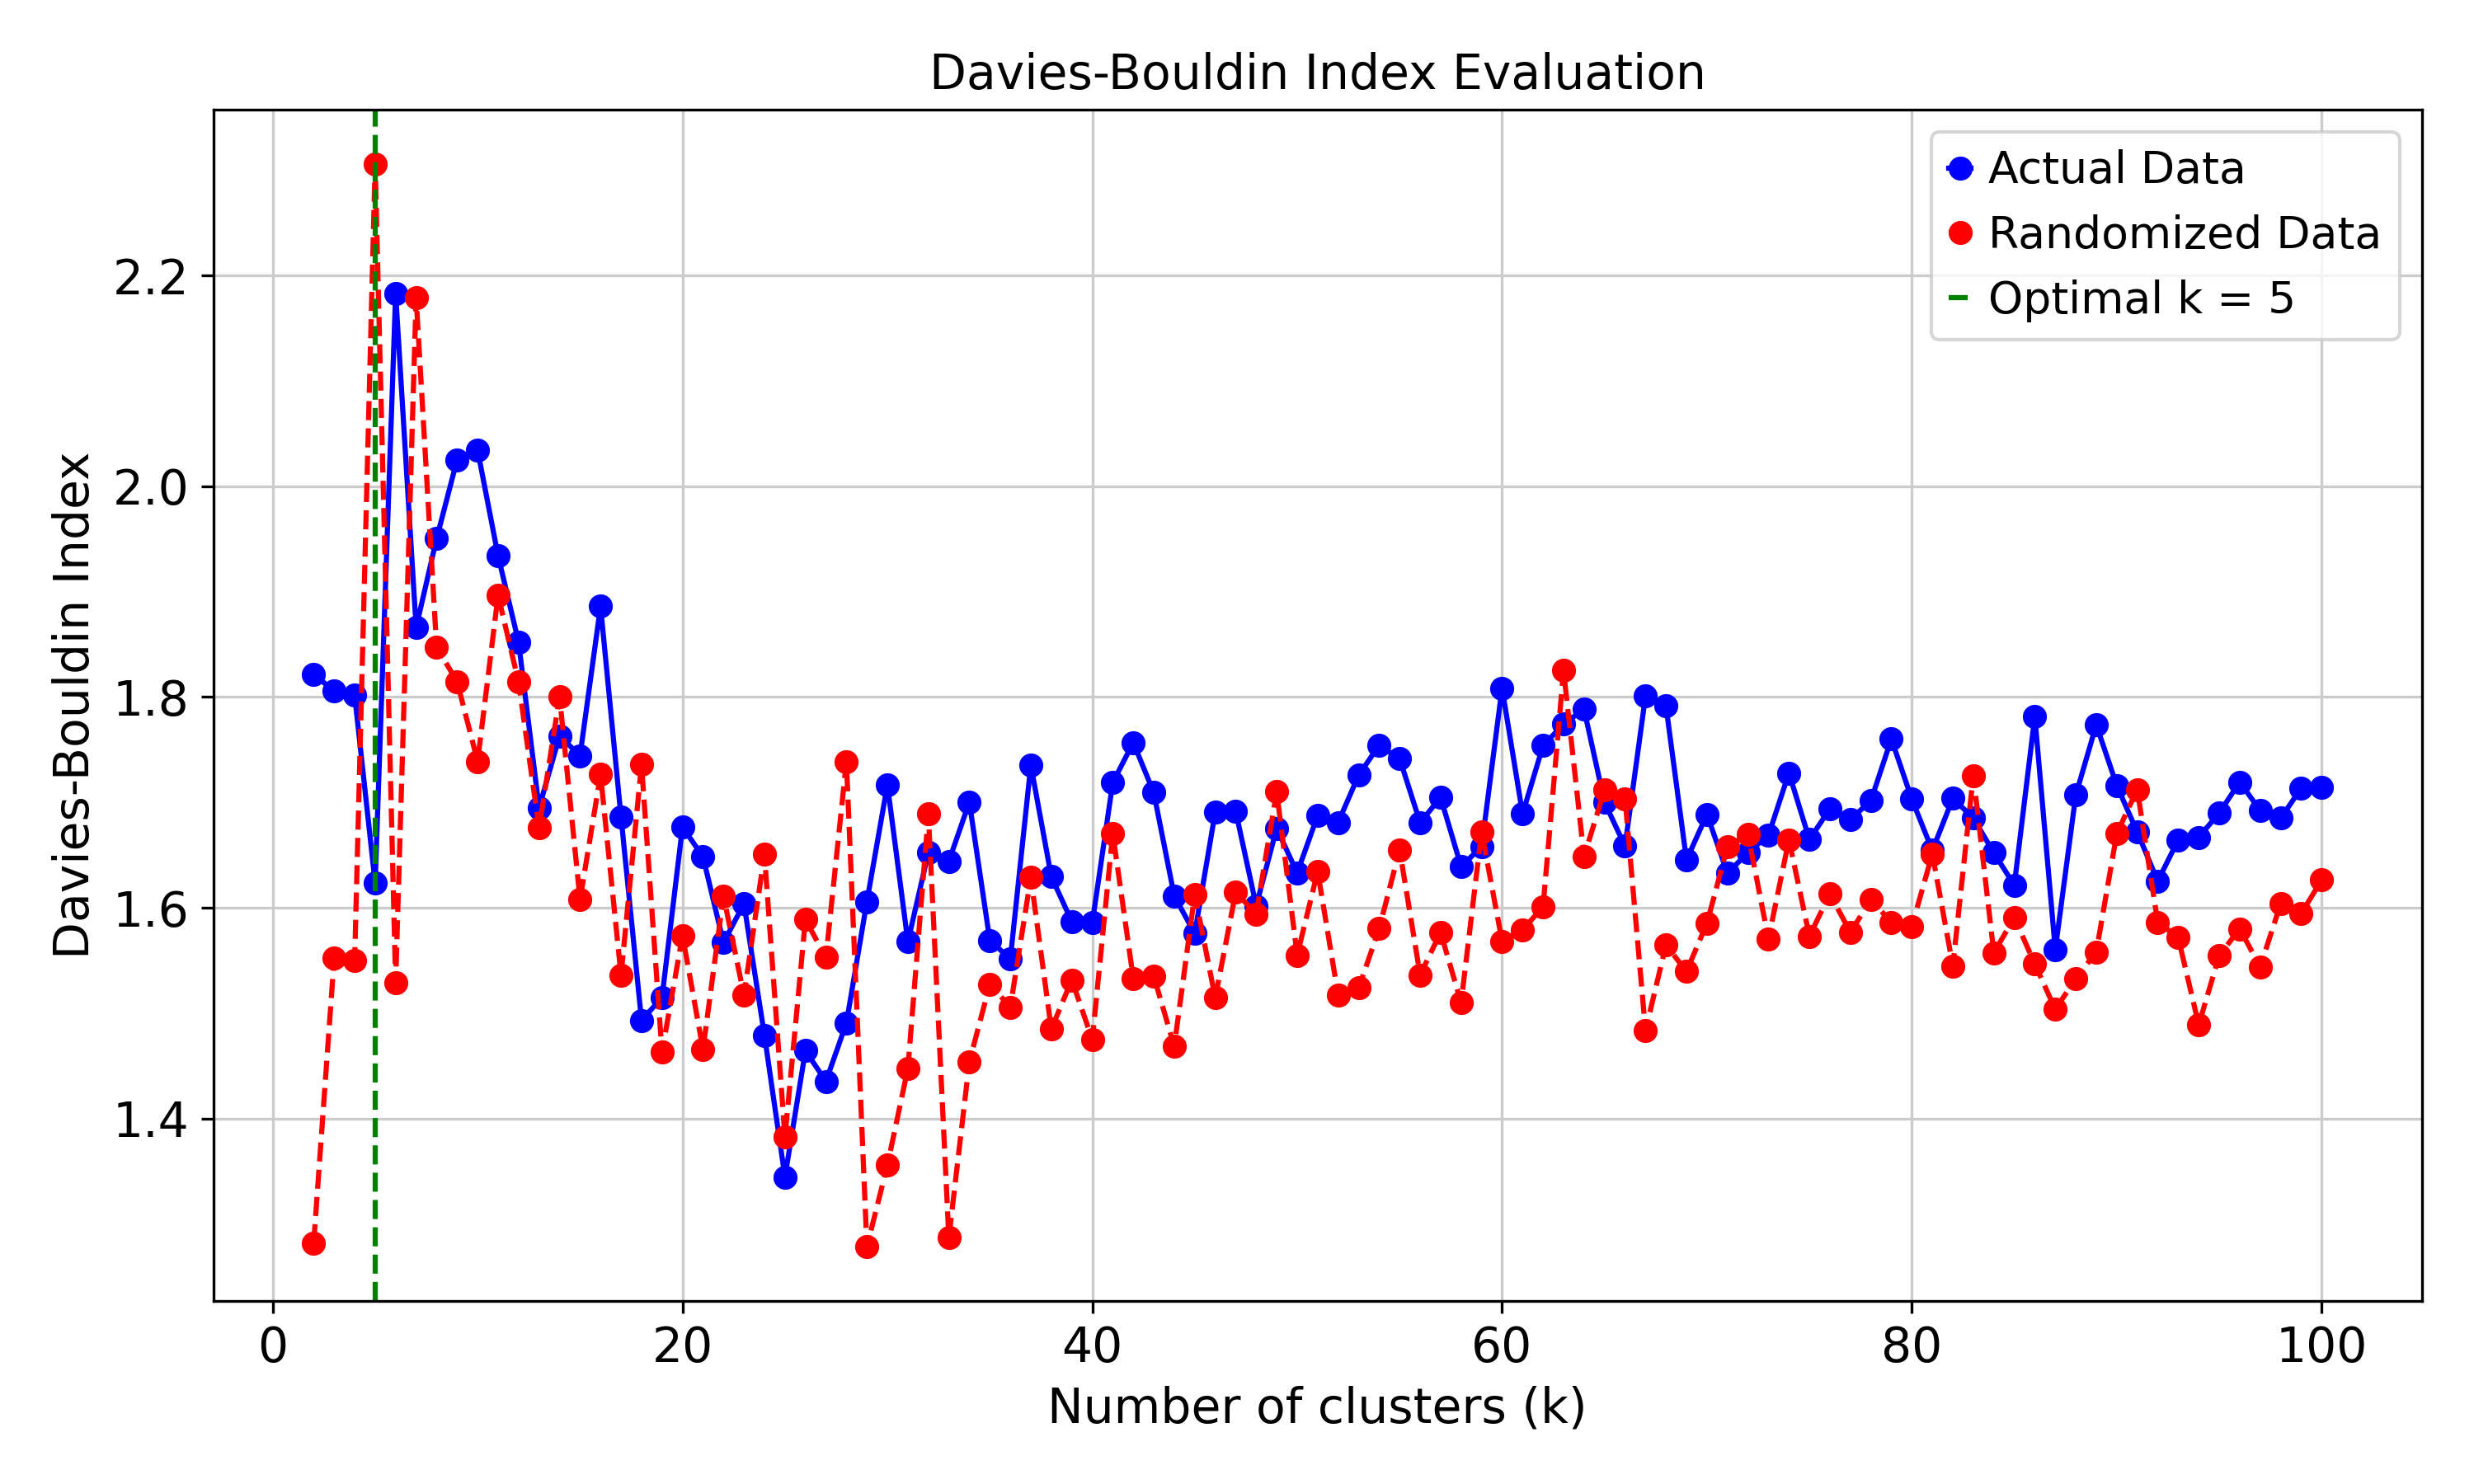 Davies-Bouldin Index Evaluation
Actual Data
Randomized Data
Optimal k = 5
Davies-Bouldin Index
2.2
2.0
1.8
1.6
1.4
0 20 40 60 80 100
Number of clusters (k)